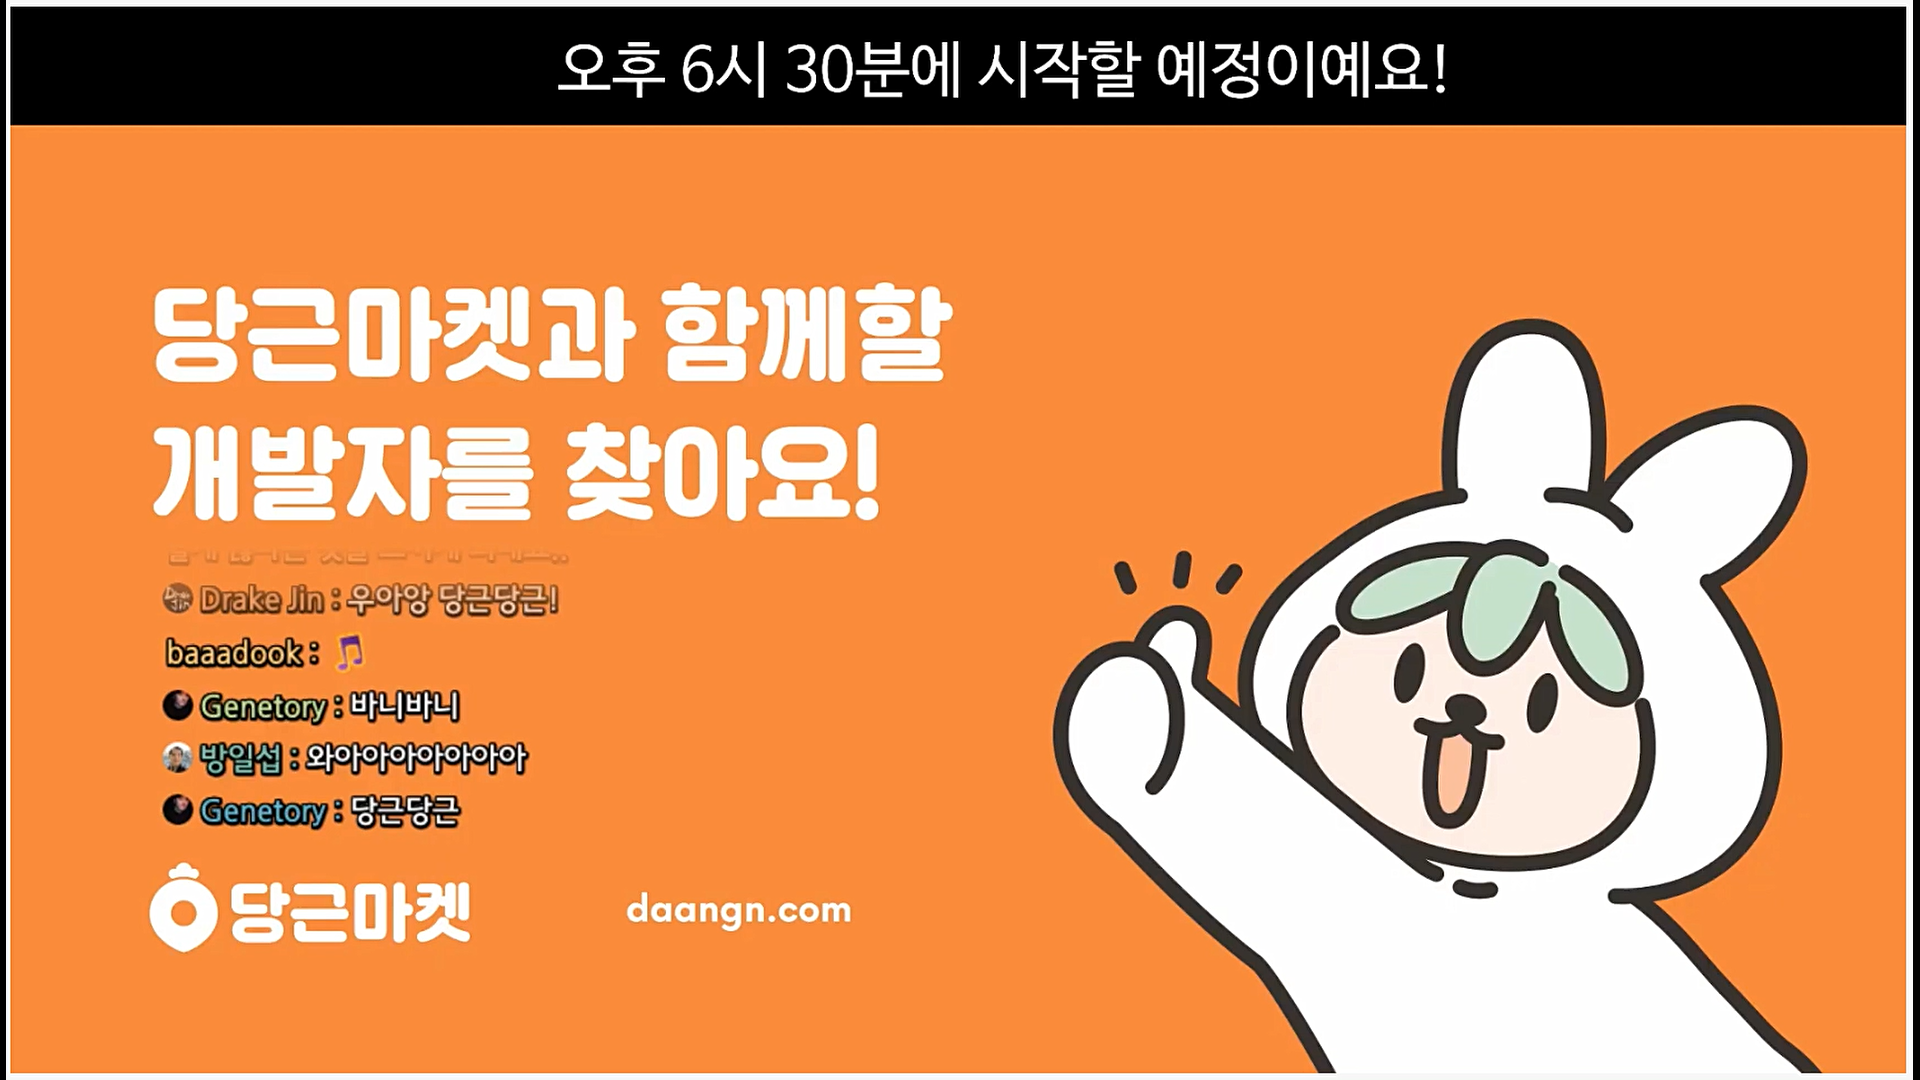 오후 6시 30분에 시작할 예정이예요!
당근마켓과 함께할
개발자를 찾아요!
Drake Jin : 우아앙 당근당근!
baaadook :
Genetory : 바니바니
방일섭 : 와아아아아아아아
Genetory : 당근당근
당근마켓
daangn.com